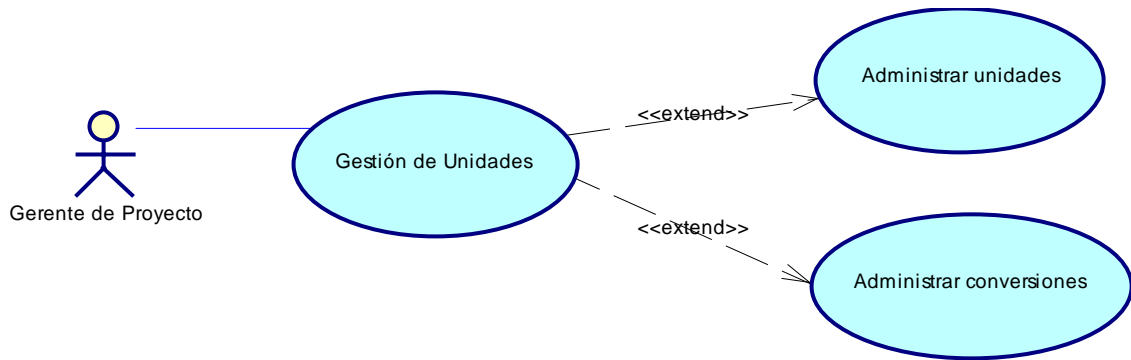 Administrar unidades
<<extend>>
Gestión de Unidades
Gerente de Proyecto
<<extend>>
Administrar conversiones